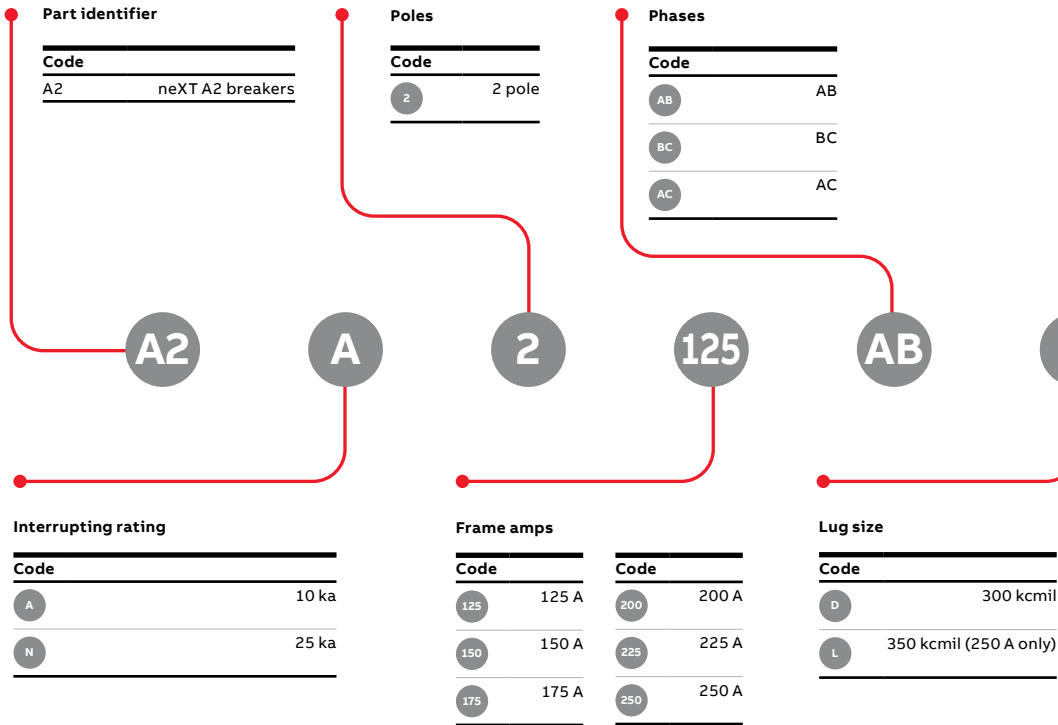 Part identifier
Code
A2 neXT A2 breakers
Poles
Code
2 2 pole
Phases
Code
AB AB
BC BC
AC AC
A2 A 2 125 AB
Interrupting rating
Code
A 10 ka
N 25 ka
Frame amps
Code
125 125 A
150 150 A
175 175 A
Code
200 200 A
225 225 A
250 250 A
Lug size
Code
D 300 kcmil
L 350 kcmil (250 A only)